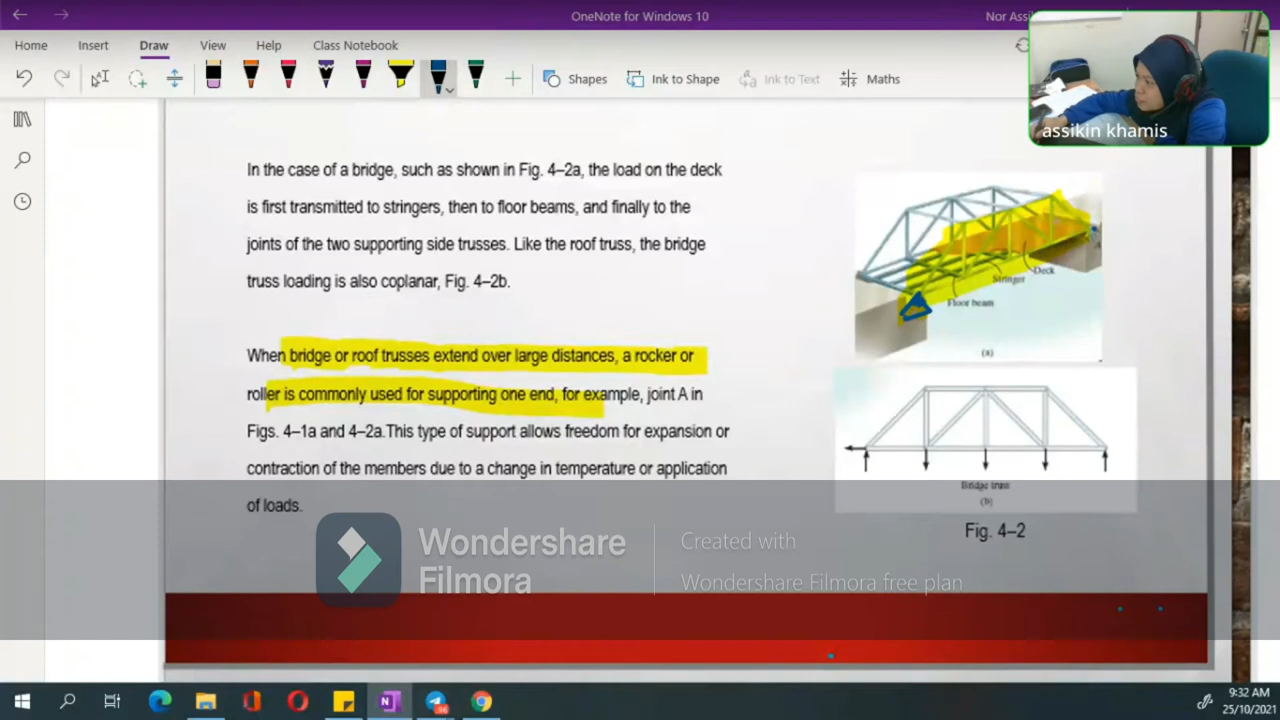 OneNote for Windows 10
Nor Assi
Home Insert Draw View Help Class Notebook
Shapes Ink to Shape Ink to Text Maths
assikin khamis
In the case of a bridge, such as shown in Fig. 4–2a, the load on the deck
is first transmitted to stringers, then to floor beams, and finally to the
joints of the two supporting side trusses. Like the roof truss, the bridge
truss loading is also coplanar, Fig. 4–2b.
When bridge or roof trusses extend over large distances, a rocker or
roller is commonly used for supporting one end, for example, joint A in
Figs. 4–1a and 4–2a.This type of support allows freedom for expansion or
contraction of the members due to a change in temperature or application
of loads.
Deck
Stringer
Floor beam
(a)
Bridge truss
(b)
Fig. 4–2
Wondershare
Filmora
Created with
Wondershare Filmora free plan
9:32 AM
25/10/2021